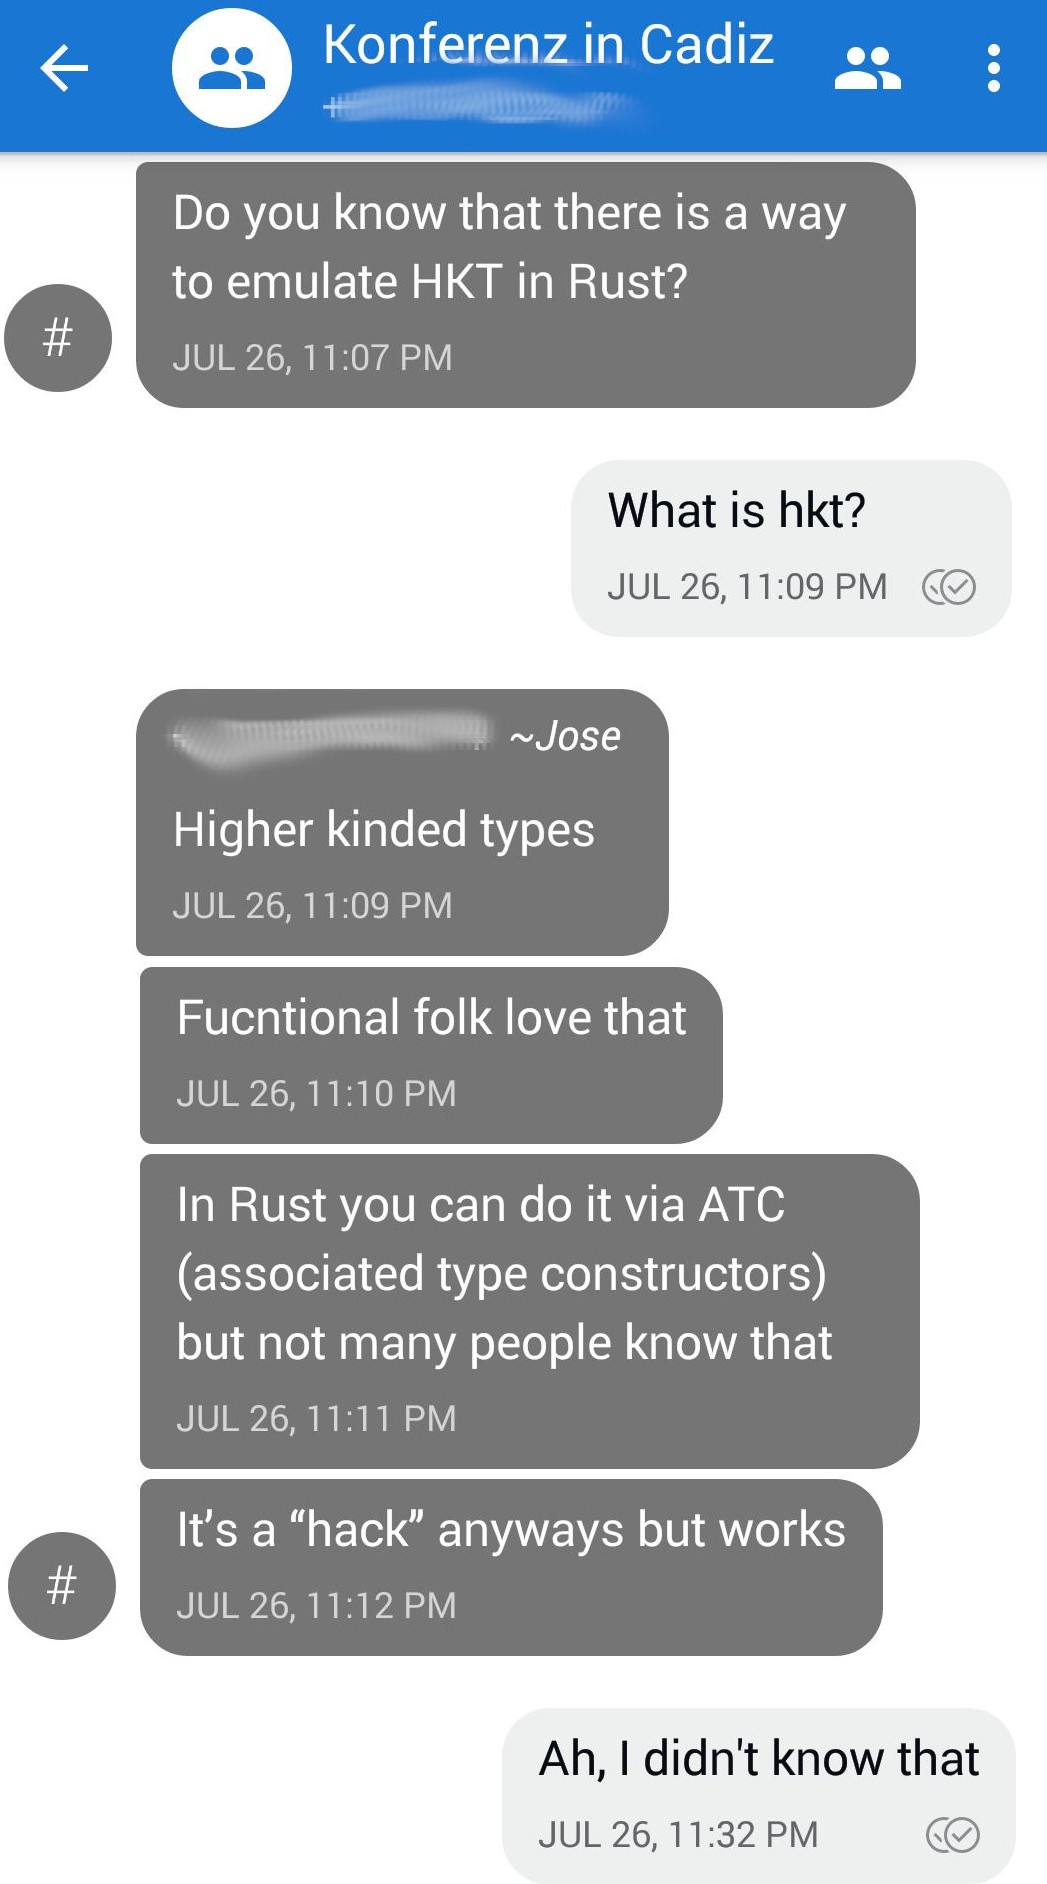 Konferenz in Cadiz
Do you know that there is a way
to emulate HKT in Rust?
JUL 26, 11:07 PM
#
What is hkt?
JUL 26, 11:09 PM
~Jose
Higher kinded types
JUL 26, 11:09 PM
Fucntional folk love that
JUL 26, 11:10 PM
In Rust you can do it via ATC
(associated type constructors)
but not many people know that
JUL 26, 11:11 PM
It's a “hack” anyways but works
JUL 26, 11:12 PM
#
Ah, I didn't know that
JUL 26, 11:32 PM